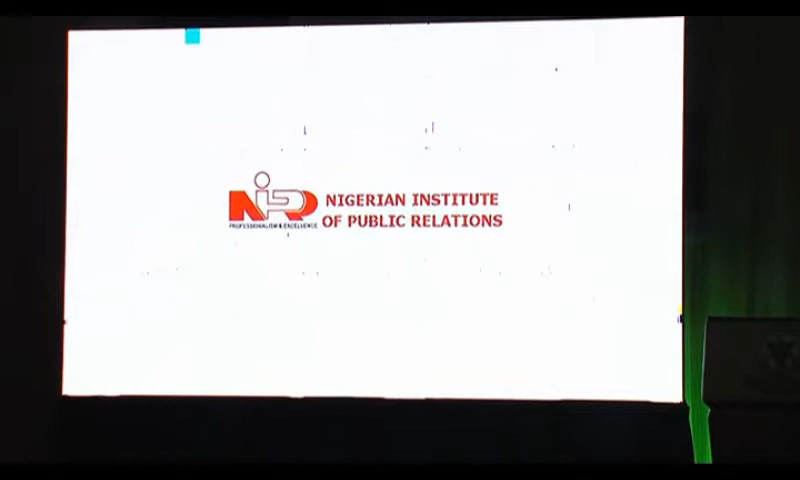 NIPR
NIGERIAN INSTITUTE
OF PUBLIC RELATIONS
PROFESSIONALISM & EXCELLENCE